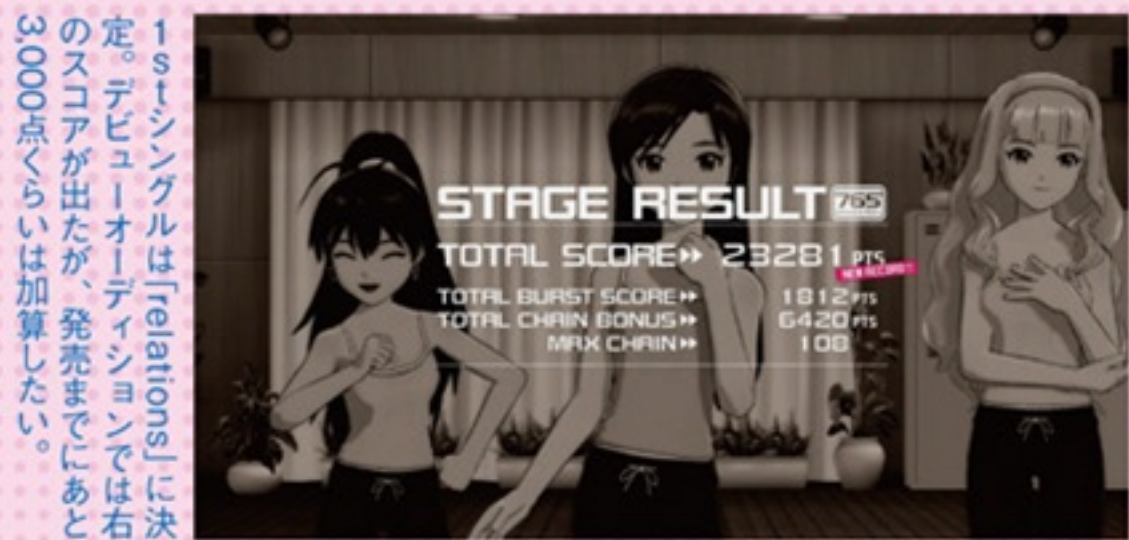 1stシングルは「relations」に決
定。デビューオーディションでは右
のスコアが出たが、発売までにあと
3,000点くらいは加算したい。
STAGE RESULT 765
TOTAL SCORE 23281 PTS
NEW RECORD!!
TOTAL BURST SCORE 1812 PTS
TOTAL CHAIN BONUS 6420 PTS
MAX CHAIN 108